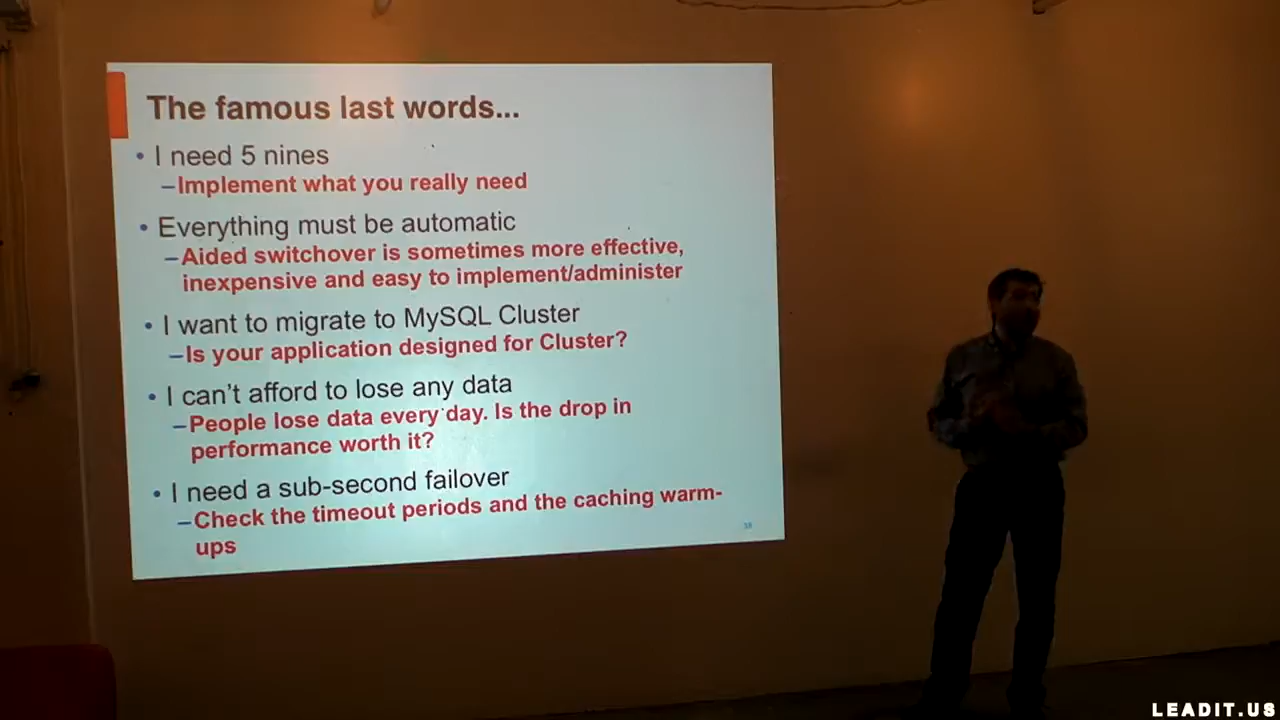 The famous last words...
• I need 5 nines
–Implement what you really need
• Everything must be automatic
–Aided switchover is sometimes more effective,
inexpensive and easy to implement/administer
• I want to migrate to MySQL Cluster
–Is your application designed for Cluster?
• I can't afford to lose any data
–People lose data every day. Is the drop in
performance worth it?
• I need a sub-second failover
–Check the timeout periods and the caching warm-
ups
LEADIT.US